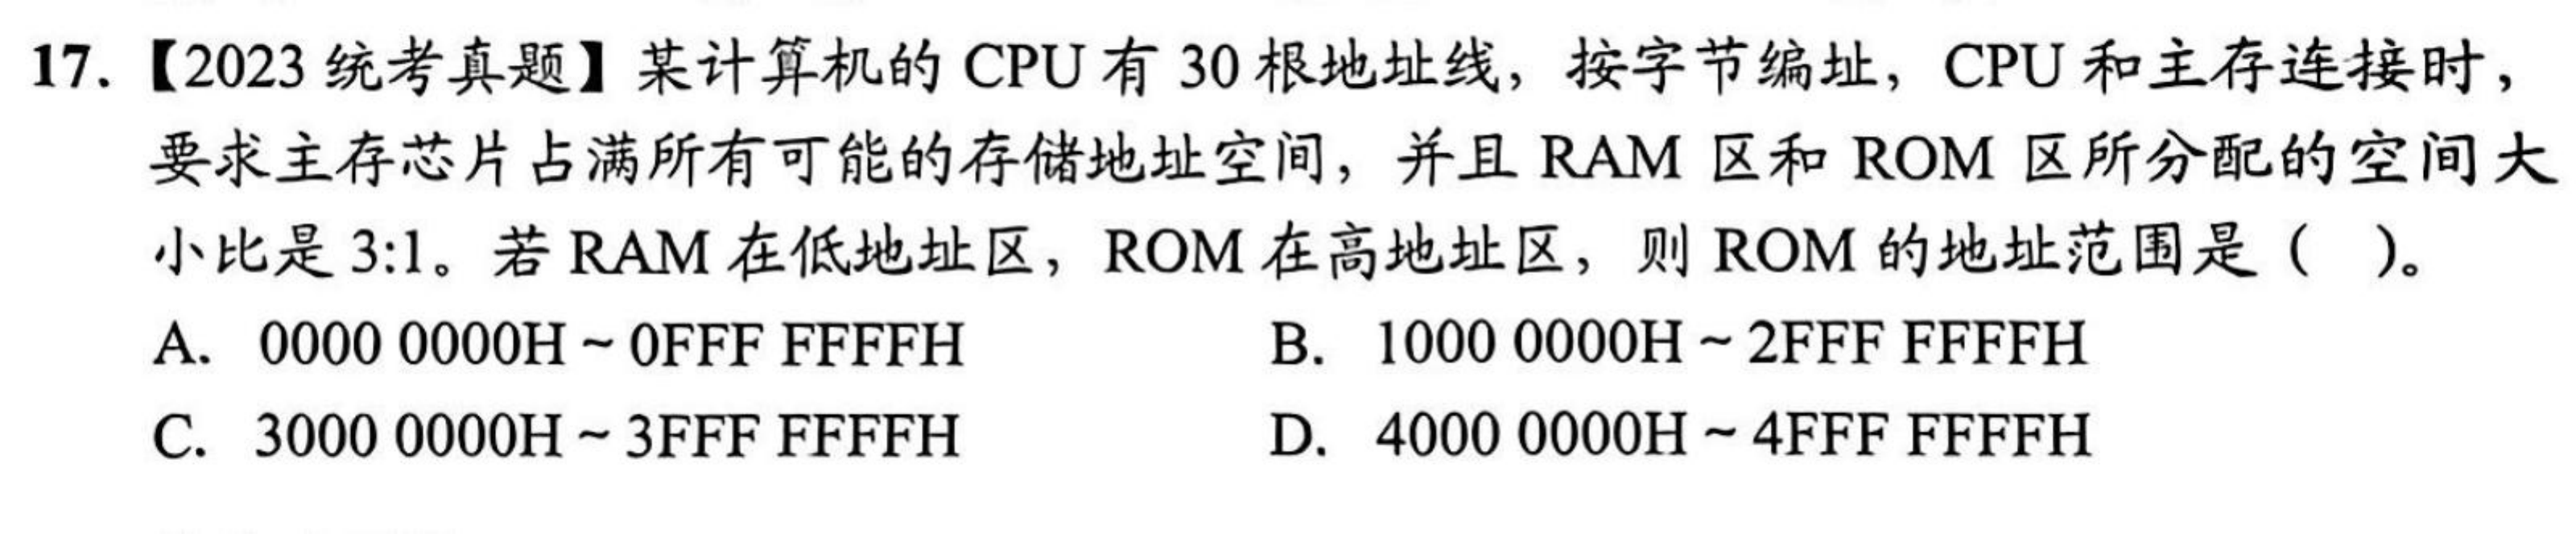 17.【2023 统考真题】某计算机的 CPU 有 30 根地址线，按字节编址，CPU 和主存连接时，
要求主存芯片占满所有可能的存储地址空间，并且 RAM 区和 ROM 区所分配的空间大
小比是 3:1。若 RAM 在低地址区，ROM 在高地址区，则 ROM 的地址范围是（ ）。
A. 0000 0000H ~ 0FFF FFFFH B. 1000 0000H ~ 2FFF FFFFH
C. 3000 0000H ~ 3FFF FFFFH D. 4000 0000H ~ 4FFF FFFFH